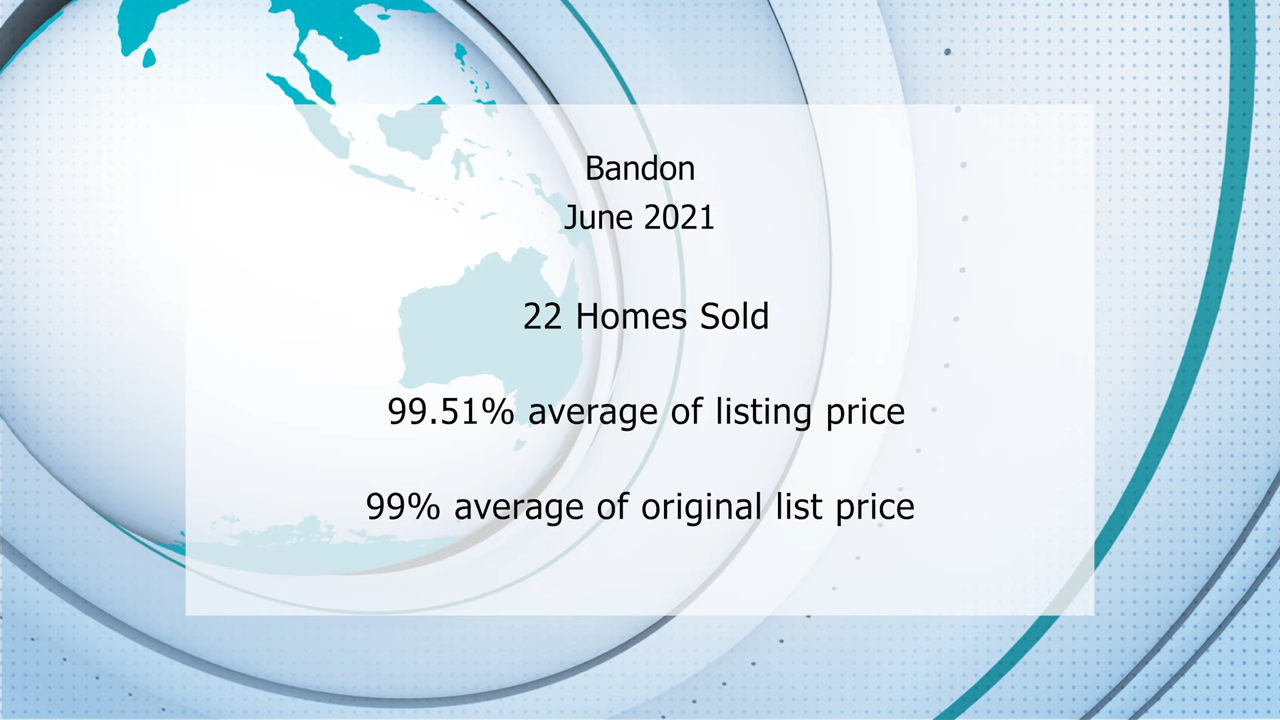 Bandon
June 2021
22 Homes Sold
99.51% average of listing price
99% average of original list price